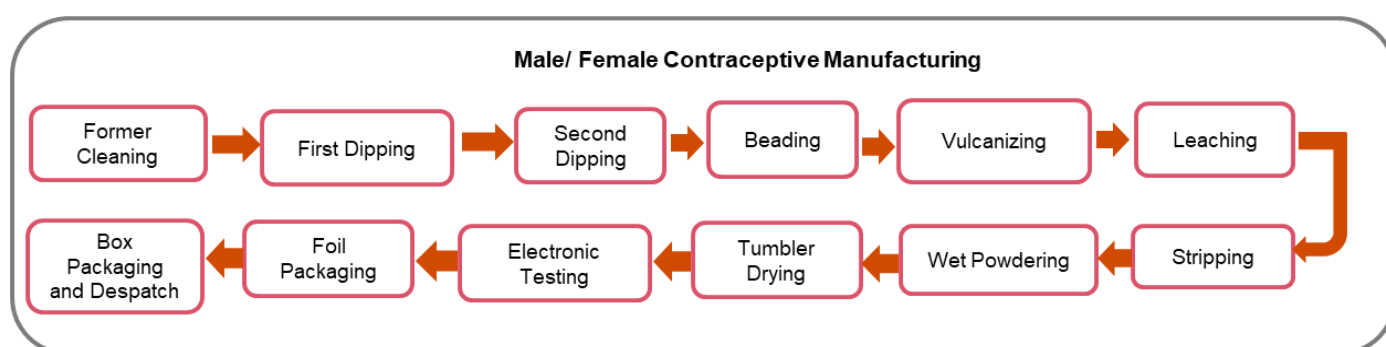 Male/ Female Contraceptive Manufacturing
Former
Cleaning
First Dipping
Second
Dipping
Beading
Vulcanizing
Leaching
Stripping
Wet Powdering
Tumbler
Drying
Electronic
Testing
Foil
Packaging
Box
Packaging
and Despatch